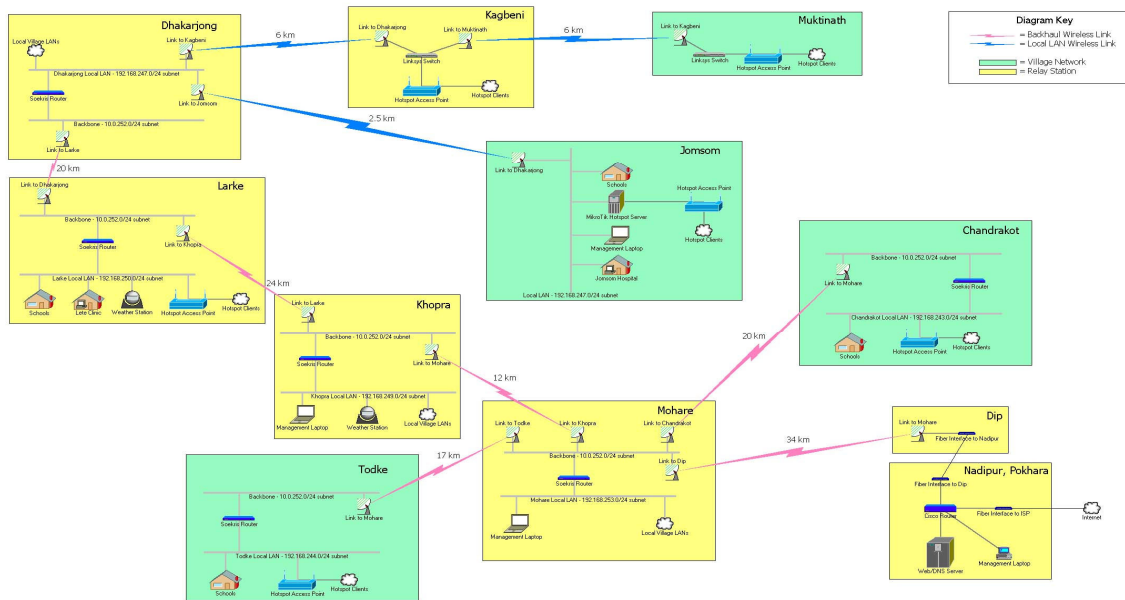 Dhakarjong
Link to Kagbeni
Local Village LANs
Dhakarjong Local LAN - 192.168.247.0/24 subnet
Soekris Router
Link to Jomsom
Backbone - 10.0.252.0/24 subnet
Link to Larke
6 km
Kagbeni
Link to Dhakarjong
Link to Muktinath
Linksys Switch
Hotspot Access Point
Hotspot Clients
6 km
Muktinath
Link to Kagbeni
Linksys Switch
Hotspot Access Point
Hotspot Clients
Diagram Key
= Backhaul Wireless Link
= Local LAN Wireless Link
= Village Network
= Relay Station
2.5 km
20 km
Larke
Link to Dhakarjong
Backbone - 10.0.252.0/24 subnet
Link to Khopra
Soekris Router
Larke Local LAN - 192.168.250.0/24 subnet
Schools
Lete Clinic
Weather Station
Hotspot Access Point
Hotspot Clients
Jomsom
Link to Dhakarjong
Schools
Hotspot Access Point
MikroTik Hotspot Server
Hotspot Clients
Management Laptop
Jomsom Hospital
Local LAN - 192.168.247.0/24 subnet
24 km
Khopra
Link to Larke
Backbone - 10.0.252.0/24 subnet
Link to Mohare
Soekris Router
Khopra Local LAN - 192.168.249.0/24 subnet
Management Laptop
Weather Station
Local Village LANs
12 km
Chandrakot
Backbone - 10.0.252.0/24 subnet
Link to Mohare
Soekris Router
Chandrakot Local LAN - 192.168.243.0/24 subnet
Schools
Hotspot Access Point
Hotspot Clients
20 km
Mohare
Link to Todke
Link to Khopra
Link to Chandrakot
Backbone - 10.0.252.0/24 subnet
Link to Dip
Soekris Router
Mohare Local LAN - 192.168.253.0/24 subnet
Management Laptop
Local Village LANs
17 km
34 km
Todke
Backbone - 10.0.252.0/24 subnet
Link to Mohare
Soekris Router
Todke Local LAN - 192.168.244.0/24 subnet
Schools
Hotspot Access Point
Hotspot Clients
Dip
Link to Mohare
Fiber Interface to Nadipur
Nadipur, Pokhara
Fiber Interface to Dip
Cisco Router
Fiber Interface to ISP
Internet
Web/DNS Server
Management Laptop